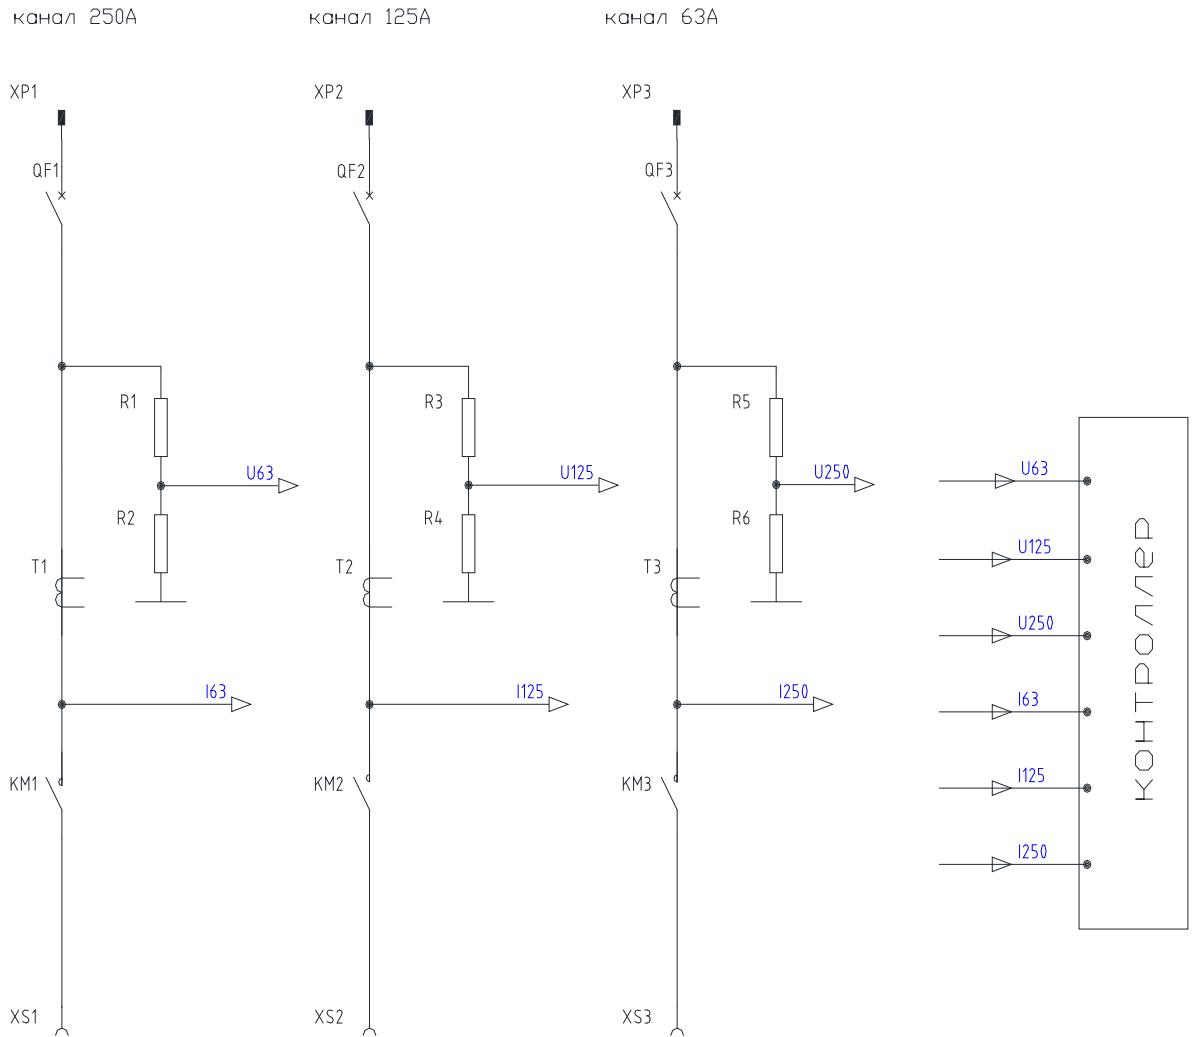 канал 250А
канал 125А
канал 63А
XP1
XP2
XP3
QF1
QF2
QF3
R1
R3
R5
U63
U125
U250
R2
R4
R6
T1
T2
T3
I63
I125
I250
KM1
KM2
KM3
XS1
XS2
XS3
U63
U125
U250
I63
I125
I250
контроллер